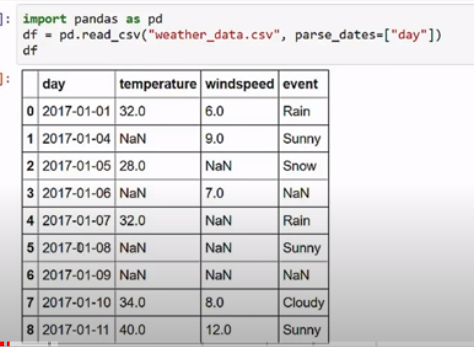 ]: import pandas as pd
df = pd.read_csv("weather_data.csv", parse_dates=["day"])
df
]:
day temperature windspeed event
0 2017-01-01 32.0 6.0 Rain
1 2017-01-04 NaN 9.0 Sunny
2 2017-01-05 28.0 NaN Snow
3 2017-01-06 NaN 7.0 NaN
4 2017-01-07 32.0 NaN Rain
5 2017-01-08 NaN NaN Sunny
6 2017-01-09 NaN NaN NaN
7 2017-01-10 34.0 8.0 Cloudy
8 2017-01-11 40.0 12.0 Sunny